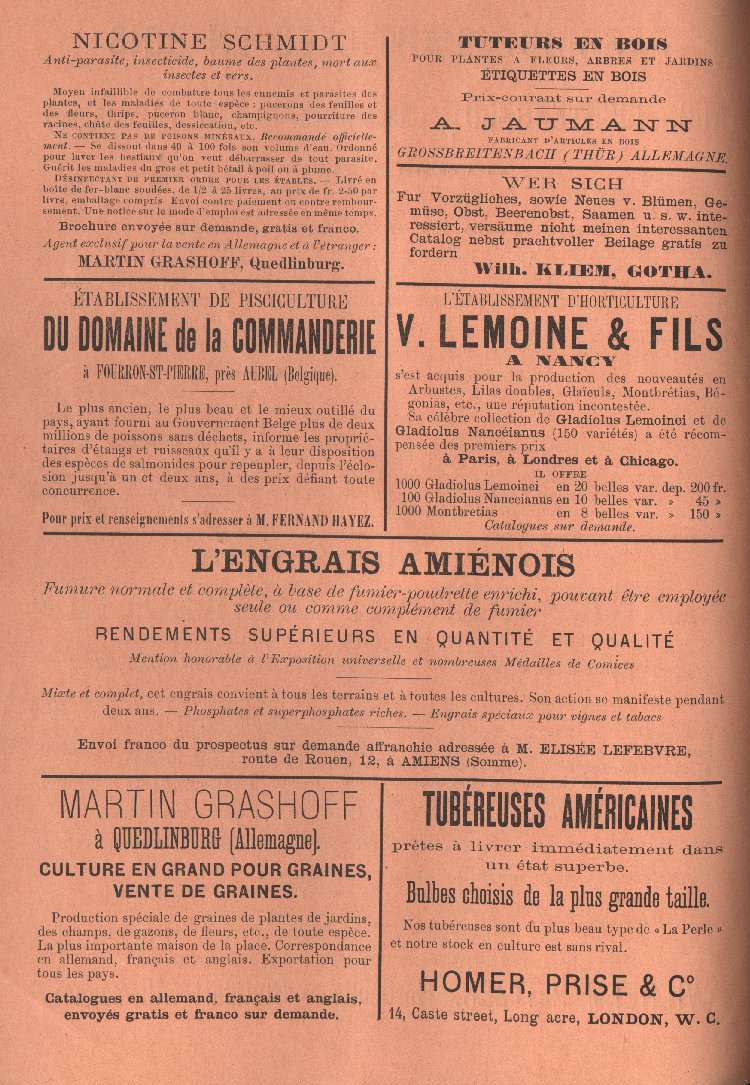 NICOTINE SCHMIDT
Anti-parasite, insecticide, baume des plantes, mort aux
insectes et vers.
Moyen infaillible de combattre tous les ennemis et parasites des
plantes, et les maladies de toute espèce : pucerons des feuilles et
des fleurs, thrips, puceron blanc, champignons, pourriture des
racines, chûte des feuilles, dessiccation, etc.
NE CONTIENT PAS DE POISONS MINÉRAUX. Recommande officielle-
ment. — Se dissout dans 40 à 100 fois son volume d'eau. Ordonné
pour laver les bestiaux qu'on veut débarrasser de tout parasite.
Guérit les maladies du gros et petit bétail à poil on à plume.
DÉSINFECTANT DE PREMIER ORDRE POUR LES ÉTABLES. — Livré en
boîte de fer-blanc soudées, de 1/2 à 25 livres, au prix de fr. 2-50 par
livre, emballage compris. Envoi contre paiement ou contre rembour-
sement. Une notice sur le mode d'emploi est adressée en même temps.
Brochure envoyée sur demande, gratis et franco.
Agent exclusif pour la vente en Allemagne et à l'étranger :
MARTIN GRASHOFF, Quedlinburg.
TUTEURS EN BOIS
POUR PLANTES A FLEURS, ARBRES ET JARDINS
ÉTIQUETTES EN BOIS
Prix-courant sur demande
A. JAUMANN
FABRICANT D'ARTICLES EN BOIS
GROSSBREITENBACH (THÜR) ALLEMAGNE.
WER SICH
Fur Vorzügliches, sowie Neues v. Blümen, Ge-
müse, Obst, Beerenobst, Saamen u. s. w. inte-
ressiert, versäume nicht meinen interessanten
Catalog nebst prachtvoller Beilage gratis zu
fordern
Wilh. KLIEM, GOTHA.
ÉTABLISSEMENT DE PISCICULTURE
DU DOMAINE de la COMMANDERIE
à FOURRON-ST-PIERRE, près AUBEL (Belgique).
Le plus ancien, le plus beau et le mieux outillé du
pays, ayant fourni au Gouvernement Belge plus de deux
millions de poissons sans déchets, informe les proprié-
taires d'étangs et ruisseaux qu'il y a à leur disposition
des espèces de salmonides pour repeupler, depuis l'éclo-
sion jusqu'à un et deux ans, à des prix défiant toute
concurrence.
Pour prix et renseignements s'adresser à M. FERNAND HAYEZ.
L'ÉTABLISSEMENT D'HORTICULTURE
V. LEMOINE & FILS
A NANCY
s'est acquis pour la production des nouveautés en
Arbustes, Lilas doubles, Glaïeuls, Montbrétias, Bé-
gonias, etc., une réputation incontestée.
Sa célèbre collection de Gladiolus Lemoinei et de
Gladiolus Nancéianus (150 variétés) a été récom-
pensée des premiers prix
à Paris, à Londres et à Chicago.
IL OFFRE
1000 Gladiolus Lemoinei en 20 belles var. dep. 200 fr.
100 Gladiolus Nanceianus en 10 belles var. » 45 »
1000 Montbretias en 8 belles var. » 150 »
Catalogues sur demande.
L'ENGRAIS AMIÉNOIS
Fumure normale et complète, à base de fumier-poudrette enrichi, pouvant être employée
seule ou comme complément de fumier
RENDEMENTS SUPÉRIEURS EN QUANTITÉ ET QUALITÉ
Mention honorable à l'Exposition universelle et nombreuses Médailles de Comices
Mixte et complet, cet engrais convient à tous les terrains et à toutes les cultures. Son action se manifeste pendant
deux ans. — Phosphates et superphosphates riches. — Engrais spéciaux pour vignes et tabacs
Envoi franco du prospectus sur demande affranchie adressée à M. ELISÉE LEFEBVRE,
route de Rouen, 12, à AMIENS (Somme).
MARTIN GRASHOFF
à QUEDLINBURG (Allemagne).
CULTURE EN GRAND POUR GRAINES,
VENTE DE GRAINES.
Production spéciale de graines de plantes de jardins,
des champs, de gazons, de fleurs, etc., de toute espèce.
La plus importante maison de la place. Correspondance
en allemand, français et anglais. Exportation pour
tous les pays.
Catalogues en allemand, français et anglais,
envoyés gratis et franco sur demande.
TUBÉREUSES AMÉRICAINES
prètes à livrer immédiatement dans
un état superbe.
Bulbes choisis de la plus grande taille.
Nos tubéreuses sont du plus beau type de « La Perle »
et notre stock en culture est sans rival.
HOMER, PRISE & Cº
14, Caste street, Long acre, LONDON, W. C.